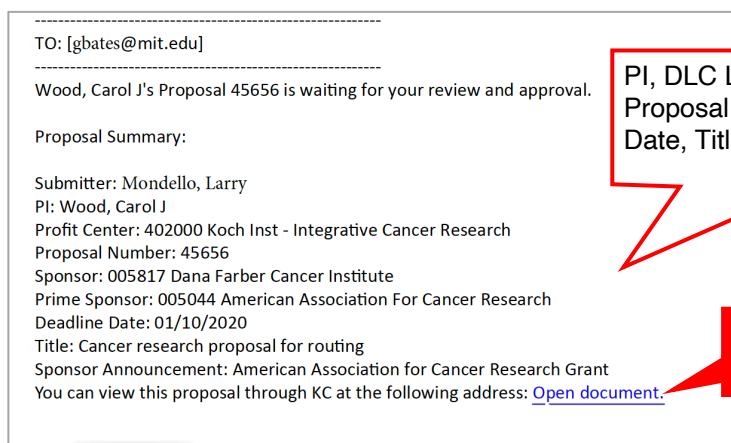 ------------------------------------------------------------
TO: [gbates@mit.edu]
------------------------------------------------------------
Wood, Carol J's Proposal 45656 is waiting for your review and approval.
Proposal Summary:
Submitter: Mondello, Larry
PI: Wood, Carol J
Profit Center: 402000 Koch Inst - Integrative Cancer Research
Proposal Number: 45656
Sponsor: 005817 Dana Farber Cancer Institute
Prime Sponsor: 005044 American Association For Cancer Research
Deadline Date: 01/10/2020
Title: Cancer research proposal for routing
Sponsor Announcement: American Association for Cancer Research Grant
You can view this proposal through KC at the following address: Open document.
PI, DLC
Proposal
Date,